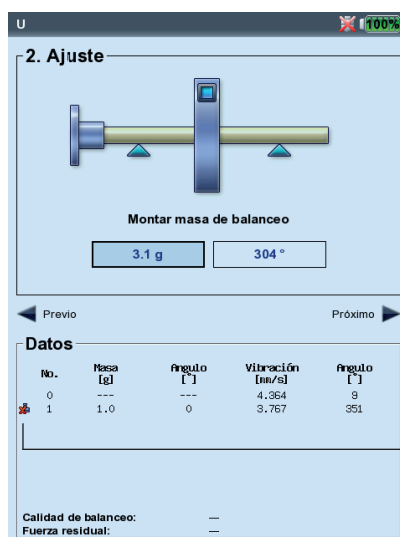 U 100%
2. Ajuste
Montar masa de balanceo
3.1 g 304 °
Previo Próximo
Datos
No. Masa [g] Angulo [°] Vibración [mm/s] Angulo [°]
0 --- --- 4.364 9
1 1.0 0 3.767 351
Calidad de balanceo: —
Fuerza residual: —